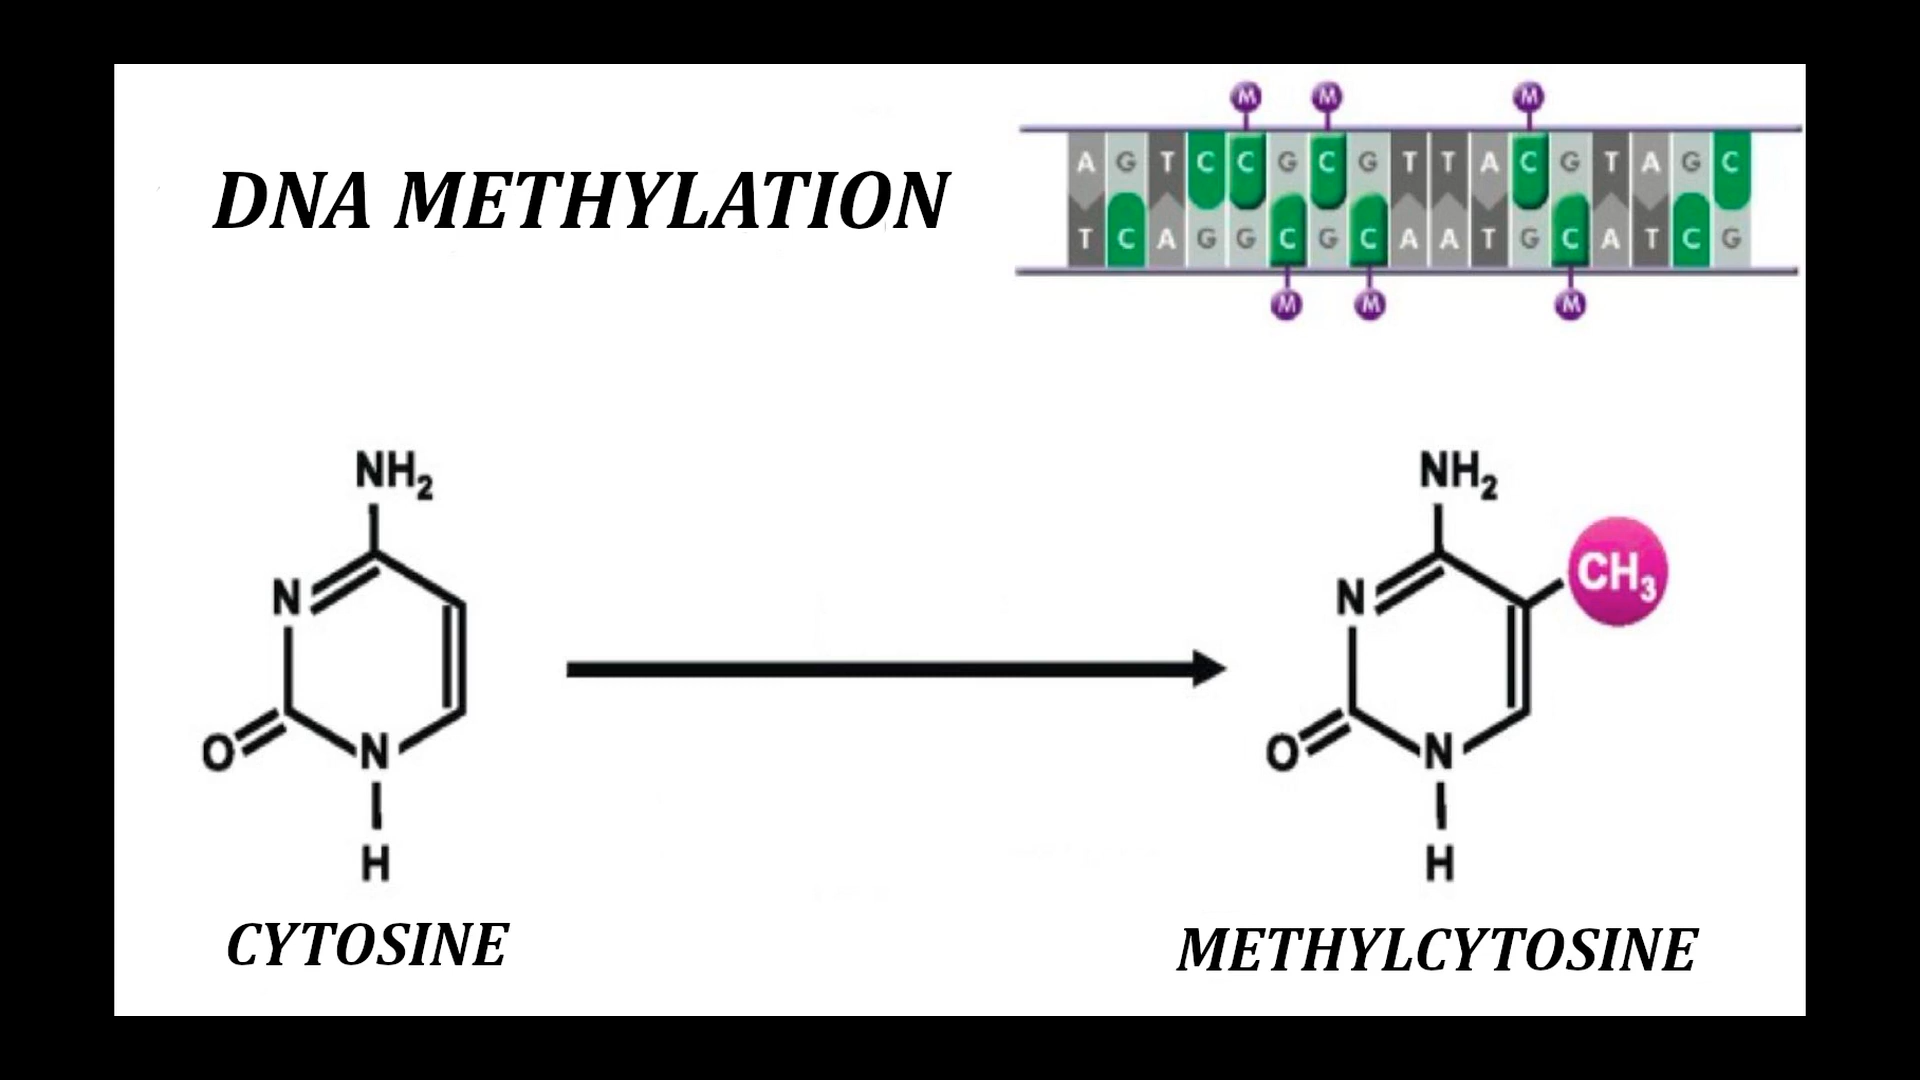 DNA METHYLATION
M M M
A G T C C G C G T T A C G T A G C
T C A G G C G C A A T G C A T C G
M M M
NH2
N
O
N
H
CYTOSINE
NH2
CH3
N
O
N
H
METHYLCYTOSINE